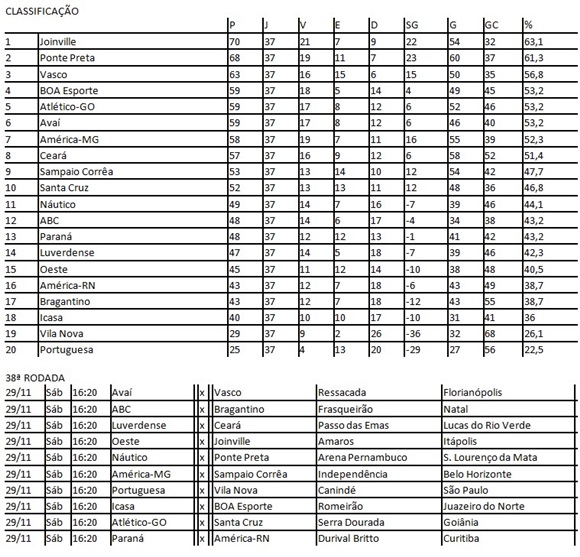 CLASSIFICAÇÃO
P J V E D SG G GC %
1 Joinville 70 37 21 7 9 22 54 32 63,1
2 Ponte Preta 68 37 19 11 7 23 60 37 61,3
3 Vasco 63 37 16 15 6 15 50 35 56,8
4 BOA Esporte 59 37 18 5 14 4 49 45 53,2
5 Atlético-GO 59 37 17 8 12 6 52 46 53,2
6 Avaí 59 37 17 8 12 6 46 40 53,2
7 América-MG 58 37 19 7 11 16 55 39 52,3
8 Ceará 57 37 16 9 12 6 58 52 51,4
9 Sampaio Corrêa 53 37 13 14 10 12 54 42 47,7
10 Santa Cruz 52 37 13 13 11 12 48 36 46,8
11 Náutico 49 37 14 7 16 -7 39 46 44,1
12 ABC 48 37 14 6 17 -4 34 38 43,2
13 Paraná 48 37 12 12 13 -1 41 42 43,2
14 Luverdense 47 37 14 5 18 -7 39 46 42,3
15 Oeste 45 37 11 12 14 -10 38 48 40,5
16 América-RN 43 37 12 7 18 -6 43 49 38,7
17 Bragantino 43 37 12 7 18 -12 43 55 38,7
18 Icasa 40 37 10 10 17 -10 31 41 36
19 Vila Nova 29 37 9 2 26 -36 32 68 26,1
20 Portuguesa 25 37 4 13 20 -29 27 56 22,5
38ª RODADA
29/11 Sáb 16:20 Avaí x Vasco Ressacada Florianópolis
29/11 Sáb 16:20 ABC x Bragantino Frasqueirão Natal
29/11 Sáb 16:20 Luverdense x Ceará Passo das Emas Lucas do Rio Verde
29/11 Sáb 16:20 Oeste x Joinville Amaros Itápolis
29/11 Sáb 16:20 Náutico x Ponte Preta Arena Pernambuco S. Lourenço da Mata
29/11 Sáb 16:20 América-MG x Sampaio Corrêa Independência Belo Horizonte
29/11 Sáb 16:20 Portuguesa x Vila Nova Canindé São Paulo
29/11 Sáb 16:20 Icasa x BOA Esporte Romeirão Juazeiro do Norte
29/11 Sáb 16:20 Atlético-GO x Santa Cruz Serra Dourada Goiânia
29/11 Sáb 16:20 Paraná x América-RN Durival Britto Curitiba